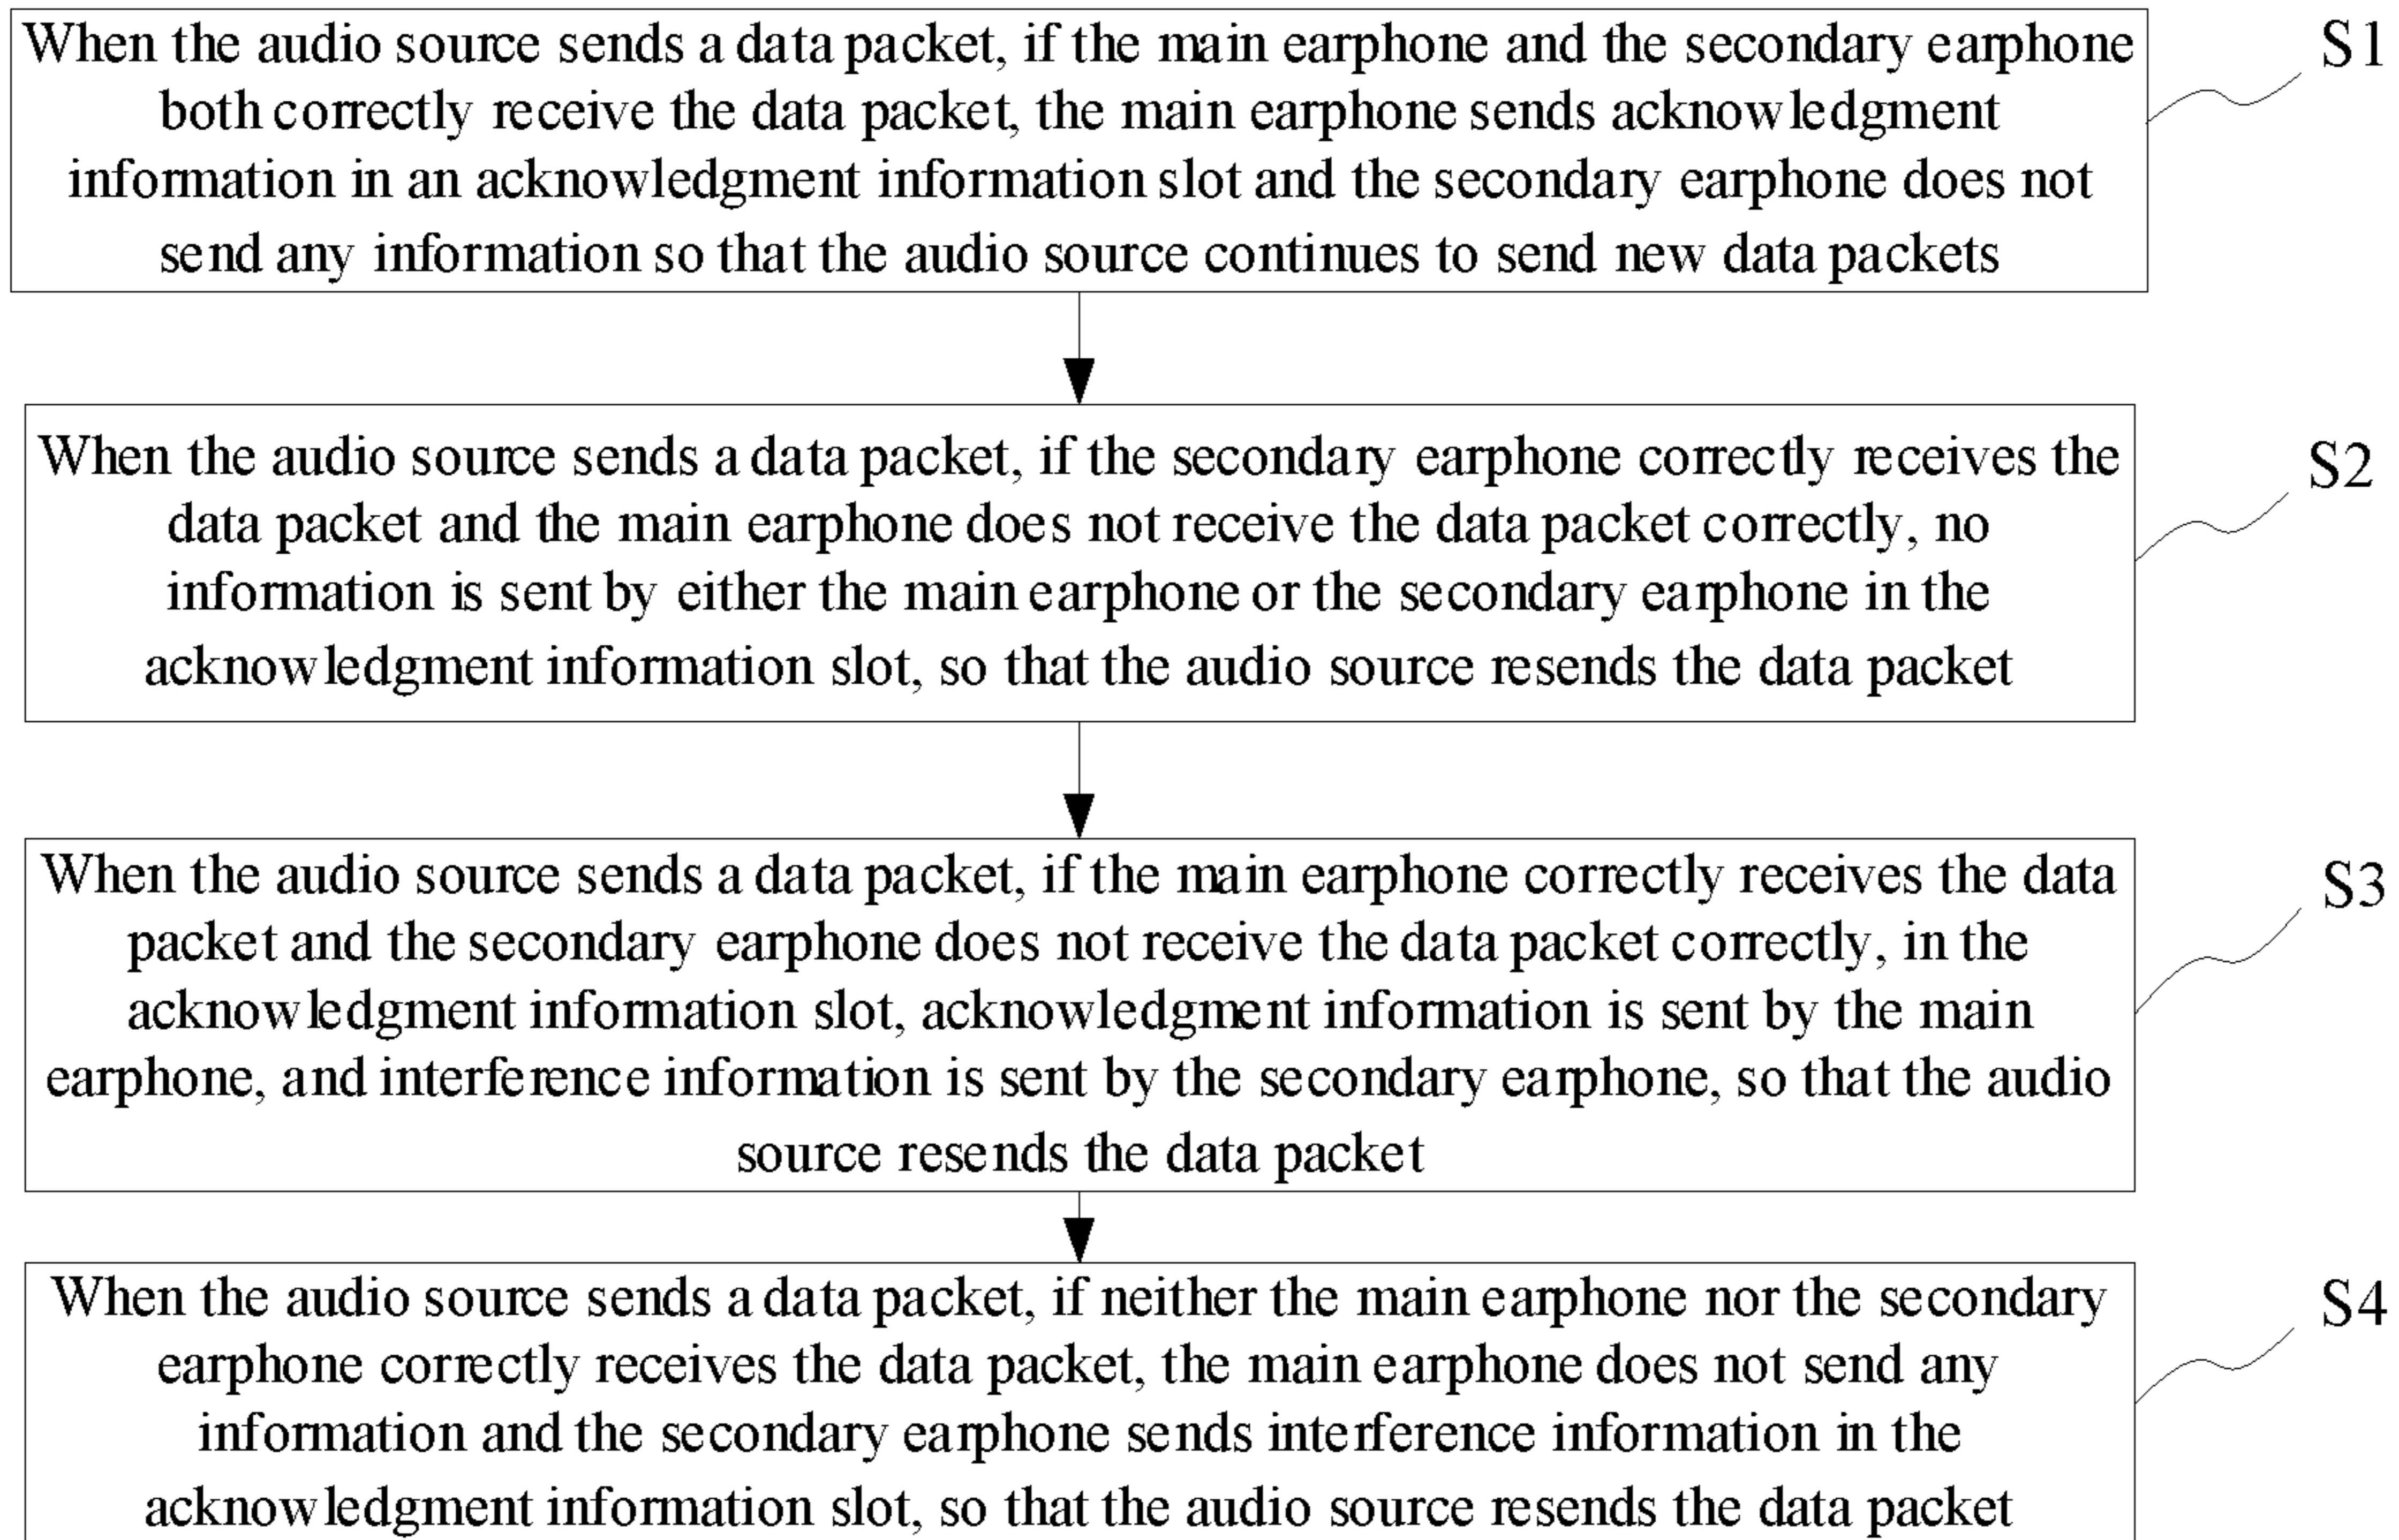 When the audio source sends a data packet, if the main earphone and the secondary earphone
both correctly receive the data packet, the main earphone sends acknowledgment
information in an acknowledgment information slot and the secondary earphone does not
send any information so that the audio source continues to send new data packets
S1
When the audio source sends a data packet, if the secondary earphone correctly receives the
data packet and the main earphone does not receive the data packet correctly, no
information is sent by either the main earphone or the secondary earphone in the
acknowledgment information slot, so that the audio source resends the data packet
S2
When the audio source sends a data packet, if the main earphone correctly receives the data
packet and the secondary earphone does not receive the data packet correctly, in the
acknowledgment information slot, acknowledgment information is sent by the main
earphone, and interference information is sent by the secondary earphone, so that the audio
source resends the data packet
S3
When the audio source sends a data packet, if neither the main earphone nor the secondary
earphone correctly receives the data packet, the main earphone does not send any
information and the secondary earphone sends interference information in the
acknowledgment information slot, so that the audio source resends the data packet
S4